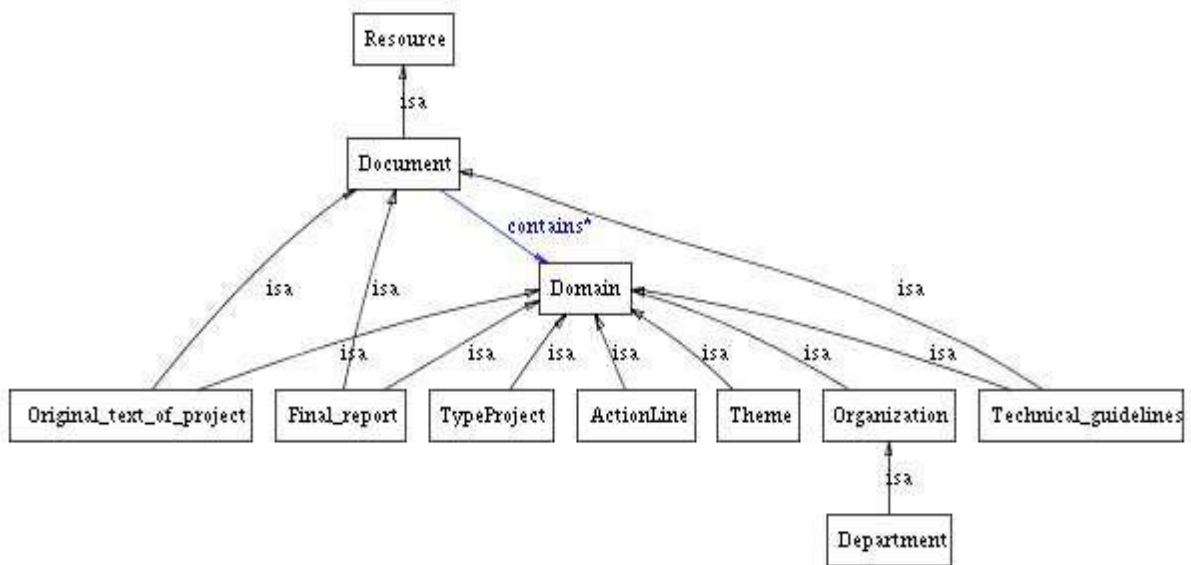 Resource
isa
Document
contains*
isa
isa
isa
Domain
isa
isa
isa
isa
isa
isa
isa
Original_text_of_project
Final_report
TypeProject
ActionLine
Theme
Organization
Technical_guidelines
isa
Department